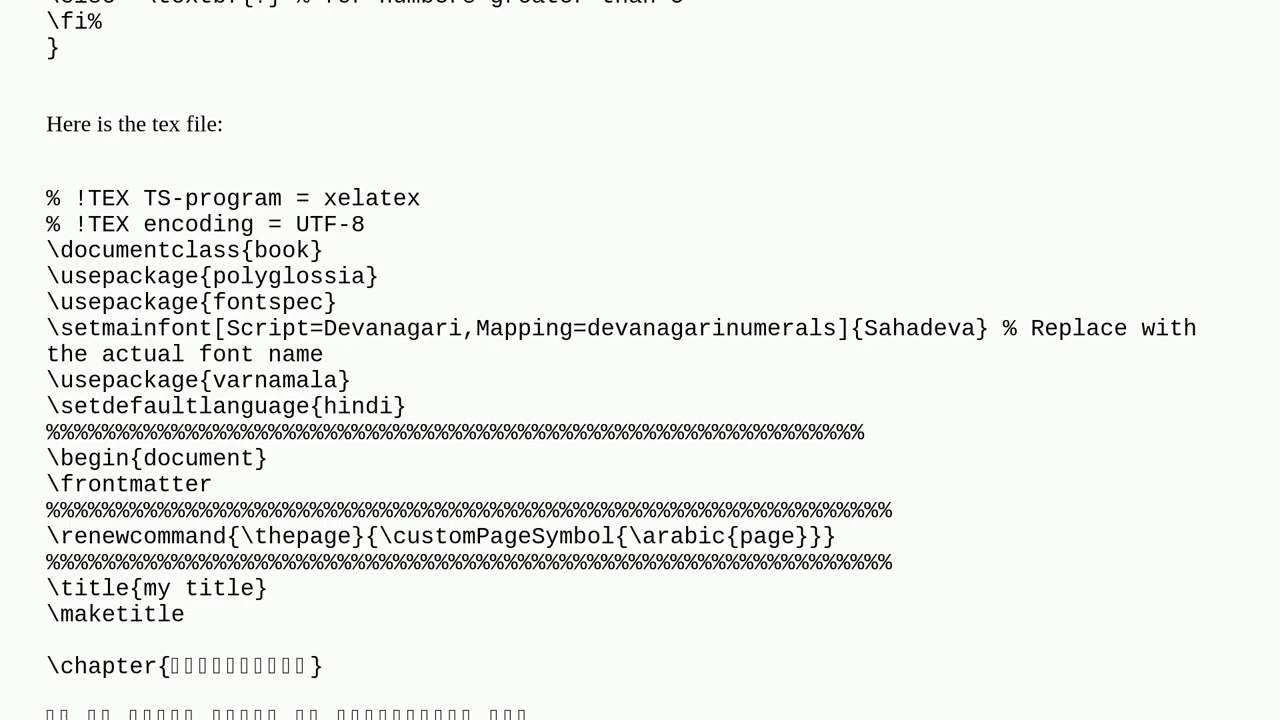 \fi%
}
Here is the tex file:
% !TEX TS-program = xelatex
% !TEX encoding = UTF-8
\documentclass{book}
\usepackage{polyglossia}
\usepackage{fontspec}
\setmainfont[Script=Devanagari,Mapping=devanagarinumerals]{Sahadeva} % Replace with
the actual font name
\usepackage{varnamala}
\setdefaultlanguage{hindi}
%%%%%%%%%%%%%%%%%%%%%%%%%%%%%%%%%%%%%%%%%%%%%%%%%%%%%%%%%%%
\begin{document}
\frontmatter
%%%%%%%%%%%%%%%%%%%%%%%%%%%%%%%%%%%%%%%%%%%%%%%%%%%%%%%%%%%%%
\renewcommand{\thepage}{\customPageSymbol{\arabic{page}}}
%%%%%%%%%%%%%%%%%%%%%%%%%%%%%%%%%%%%%%%%%%%%%%%%%%%%%%%%%%%%%
\title{my title}
\maketitle
\chapter{}